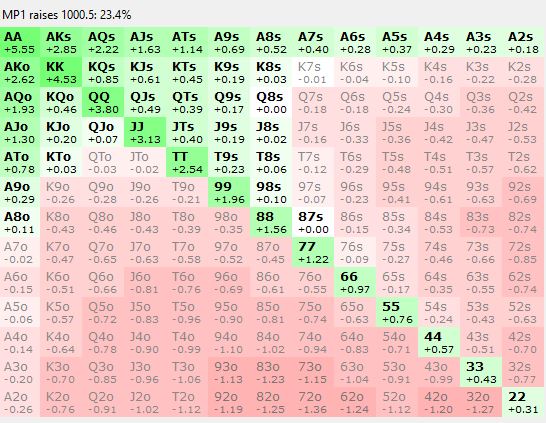 MP1 raises 1000.5: 23.4%
AA AKs AQs AJs ATs A9s A8s A7s A6s A5s A4s A3s A2s
+5.55 +2.85 +2.22 +1.63 +1.14 +0.69 +0.52 +0.40 +0.28 +0.37 +0.29 +0.23 +0.18
AKo KK KQs KJs KTs K9s K8s K7s K6s K5s K4s K3s K2s
+2.62 +4.53 +0.85 +0.61 +0.45 +0.19 +0.03 -0.01 -0.04 -0.10 -0.16 -0.22 -0.28
AQo KQo QQ QJs QTs Q9s Q8s Q7s Q6s Q5s Q4s Q3s Q2s
+1.93 +0.46 +3.80 +0.49 +0.39 +0.17 +0.00 -0.18 -0.18 -0.24 -0.30 -0.36 -0.42
AJo KJo QJo JJ JTs J9s J8s J7s J6s J5s J4s J3s J2s
+1.30 +0.20 +0.07 +3.13 +0.40 +0.19 +0.02 -0.16 -0.33 -0.36 -0.42 -0.47 -0.53
ATo KTo QTo JTo TT T9s T8s T7s T6s T5s T4s T3s T2s
+0.78 +0.03 -0.03 -0.02 +2.54 +0.23 +0.06 -0.12 -0.29 -0.48 -0.51 -0.57 -0.62
A9o K9o Q9o J9o T9o 99 98s 97s 96s 95s 94s 93s 92s
+0.29 -0.26 -0.28 -0.26 -0.21 +1.96 +0.10 -0.07 -0.23 -0.41 -0.61 -0.63 -0.69
A8o K8o Q8o J8o T8o 98o 88 87s 86s 85s 84s 83s 82s
+0.11 -0.43 -0.46 -0.43 -0.38 -0.35 +1.56 +0.00 -0.15 -0.34 -0.53 -0.73 -0.74
A7o K7o Q7o J7o T7o 97o 87o 77 76s 75s 74s 73s 72s
-0.02 -0.47 -0.65 -0.63 -0.59 -0.52 -0.45 +1.22 -0.09 -0.27 -0.46 -0.66 -0.85
A6o K6o Q6o J6o T6o 96o 86o 76o 66 65s 64s 63s 62s
-0.15 -0.51 -0.68 -0.81 -0.76 -0.69 -0.61 -0.55 +0.97 -0.17 -0.35 -0.55 -0.74
A5o K5o Q5o J5o T5o 95o 85o 75o 65o 55 54s 53s 52s
-0.06 -0.57 -0.72 -0.83 -0.96 -0.90 -0.81 -0.74 -0.63 +0.76 -0.24 -0.43 -0.63
A4o K4o Q4o J4o T4o 94o 84o 74o 64o 54o 44 43s 42s
-0.14 -0.64 -0.78 -0.90 -0.99 -1.10 -1.02 -0.94 -0.83 -0.71 +0.57 -0.51 -0.70
A3o K3o Q3o J3o T3o 93o 83o 73o 63o 53o 43o 33 32s
-0.20 -0.70 -0.85 -0.96 -1.06 -1.13 -1.23 -1.15 -1.04 -0.91 -0.99 +0.43 -0.77
A2o K2o Q2o J2o T2o 92o 82o 72o 62o 52o 42o 32o 22
-0.26 -0.76 -0.91 -1.02 -1.12 -1.19 -1.25 -1.36 -1.24 -1.12 -1.20 -1.27 +0.31